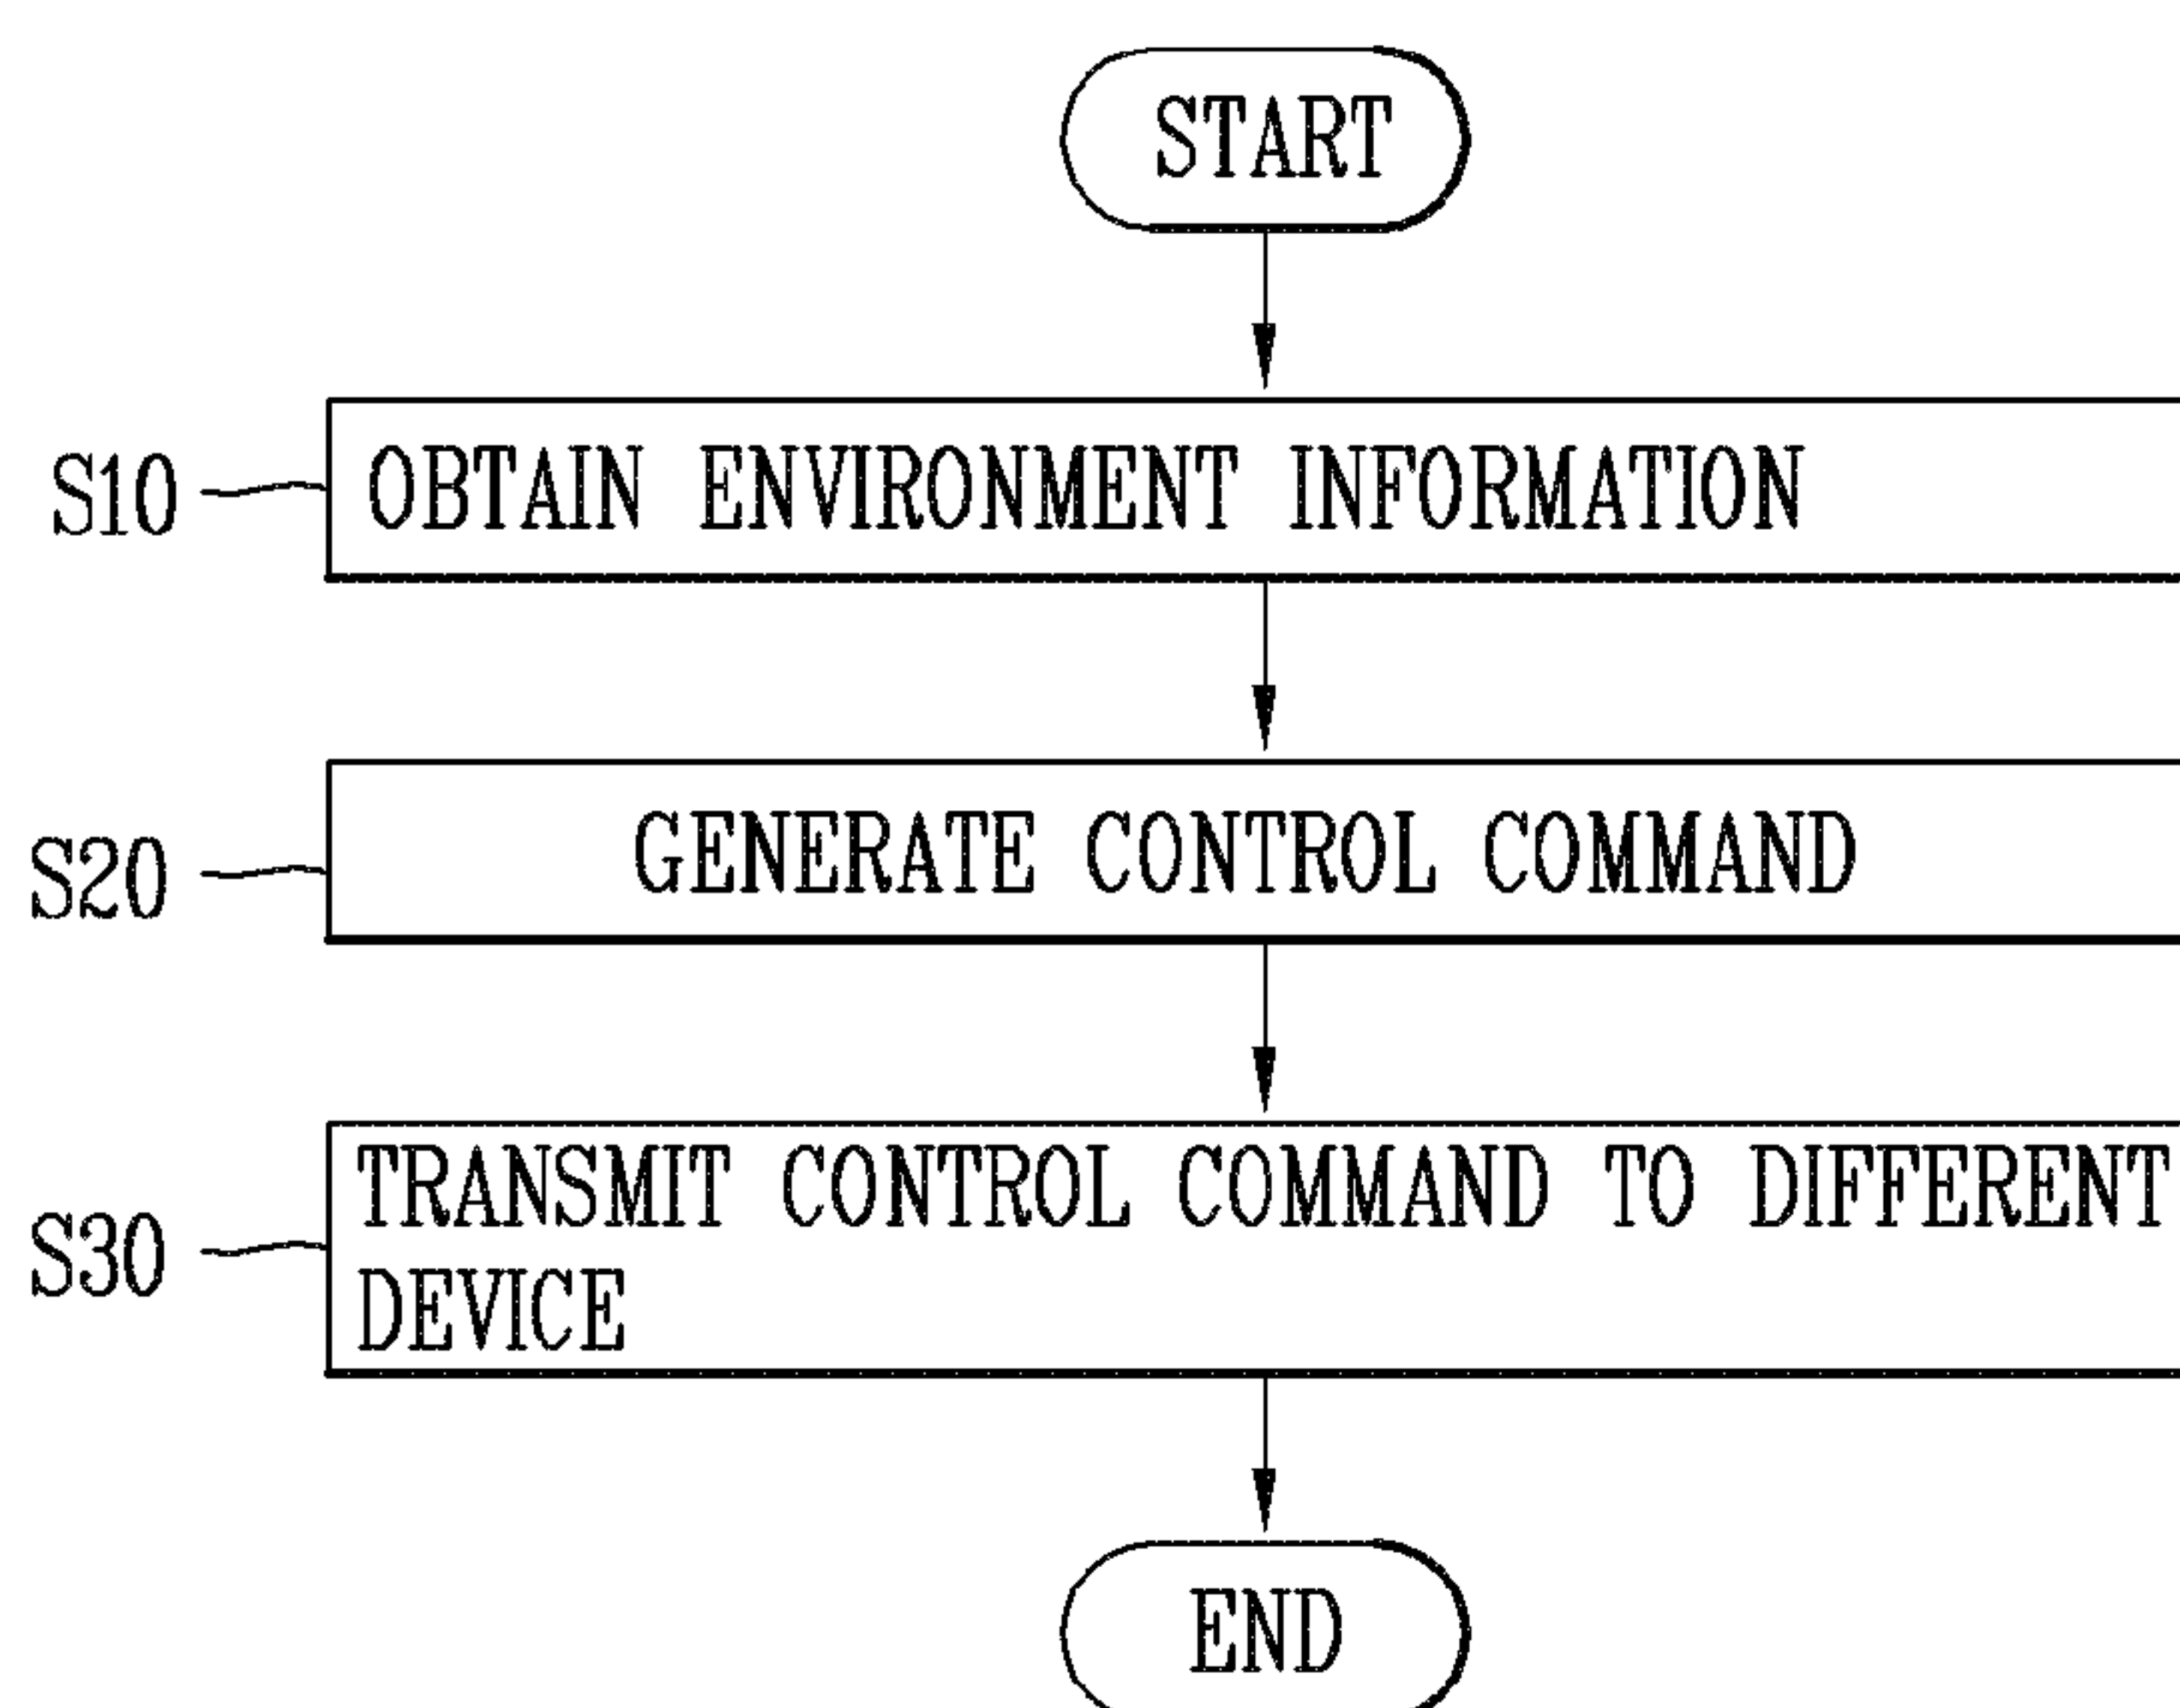 START
S10
OBTAIN ENVIRONMENT INFORMATION
S20
GENERATE CONTROL COMMAND
S30
TRANSMIT CONTROL COMMAND TO DIFFERENT
DEVICE
END